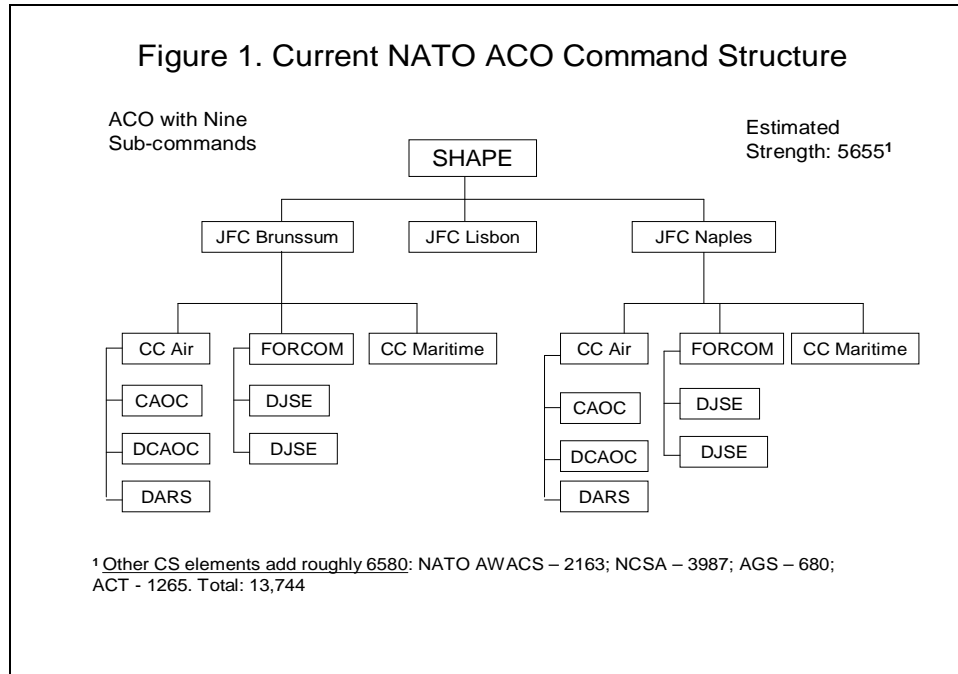 Figure 1. Current NATO ACO Command Structure
ACO with Nine
Sub-commands
Estimated
Strength: 5655¹
SHAPE
JFC Brunssum
JFC Lisbon
JFC Naples
CC Air
FORCOM
CC Maritime
CC Air
FORCOM
CC Maritime
CAOC
DJSE
CAOC
DJSE
DCAOC
DJSE
DCAOC
DJSE
DARS
DARS
¹ Other CS elements add roughly 6580: NATO AWACS – 2163; NCSA – 3987; AGS – 680;
ACT - 1265. Total: 13,744